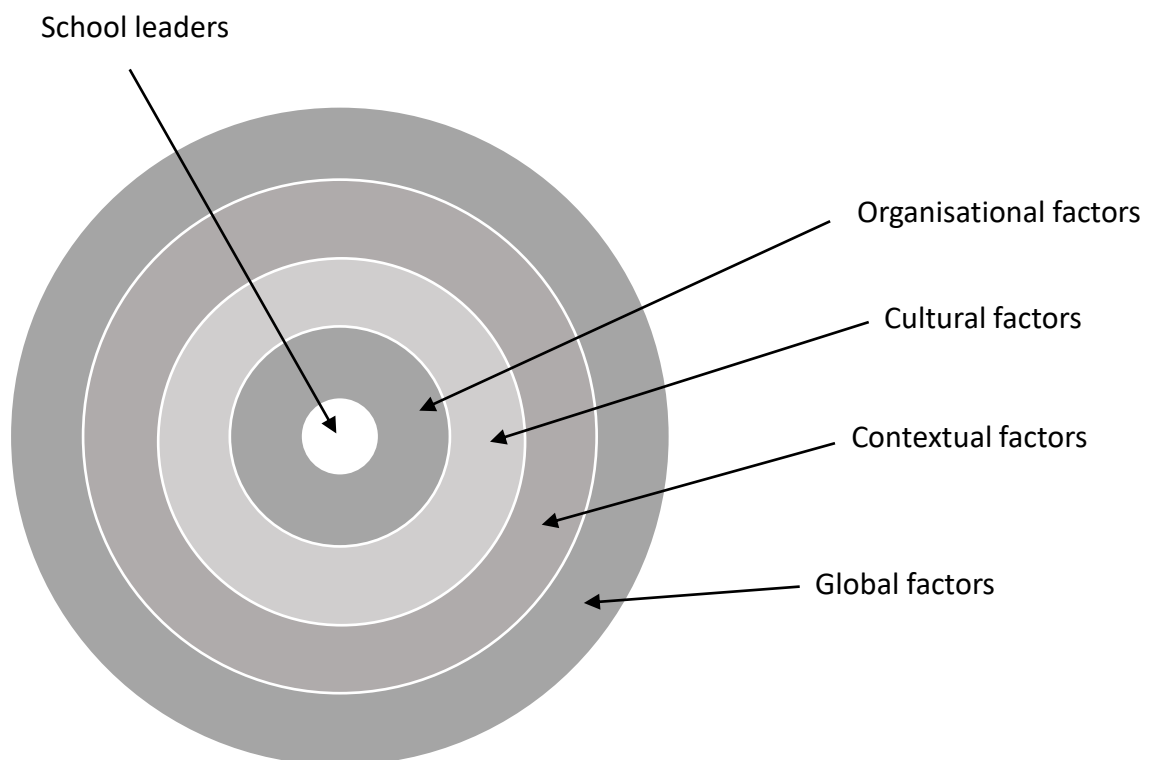 School leaders
Organisational factors
Cultural factors
Contextual factors
Global factors